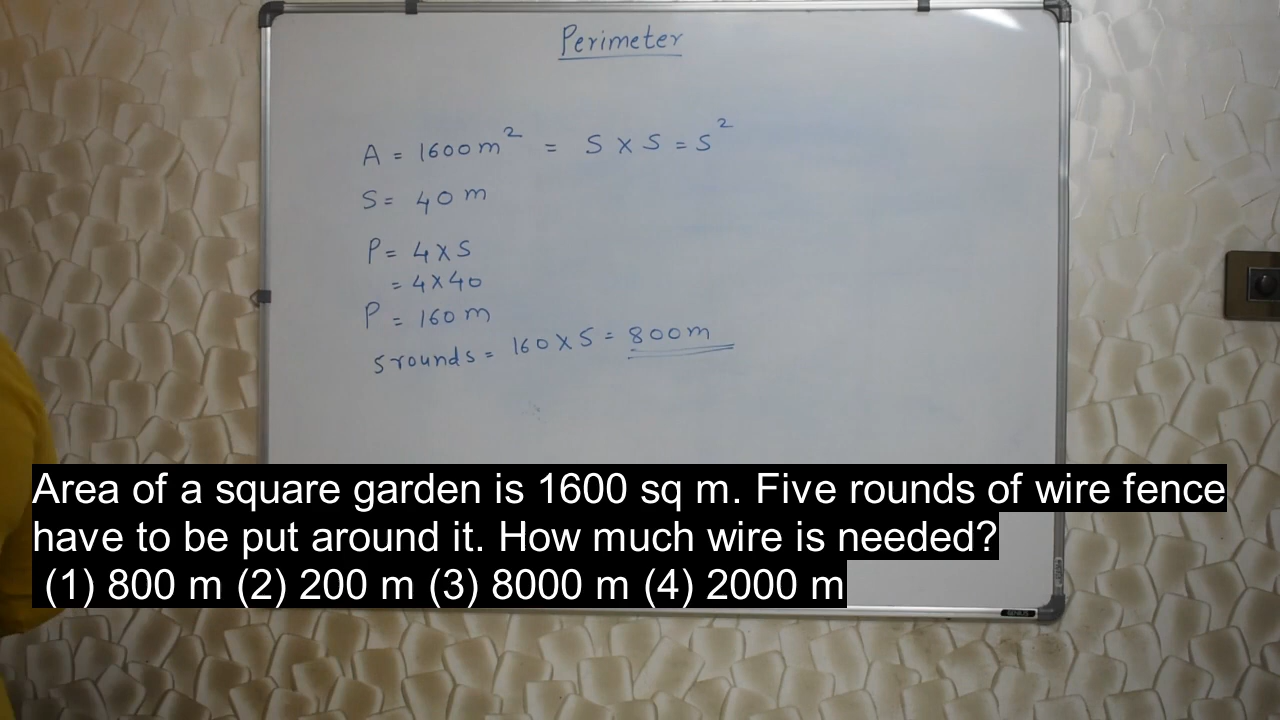 Perimeter
A = 1600 m² = S × S = S²
S = 40 m
P = 4 × S
= 4 × 40
P = 160 m
5 rounds = 160 × 5 = 800 m
Area of a square garden is 1600 sq m. Five rounds of wire fence
have to be put around it. How much wire is needed?
(1) 800 m (2) 200 m (3) 8000 m (4) 2000 m